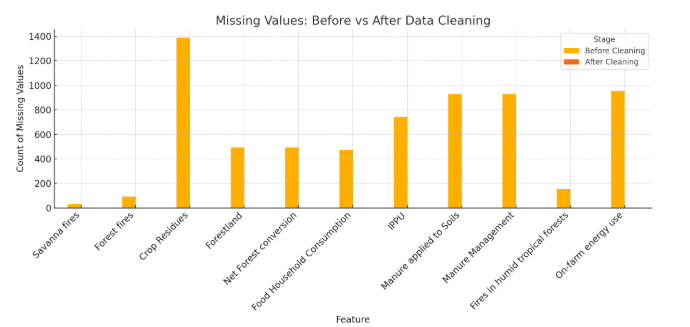 Missing Values: Before vs After Data Cleaning
Stage
Before Cleaning
After Cleaning
Count of Missing Values
1400
1200
1000
800
600
400
200
0
Savanna fires
Forest fires
Crop Residues
Forestland
Net Forest conversion
Food Household Consumption
IPPU
Manure applied to Soils
Manure Management
Fires in humid tropical forests
On-farm energy use
Feature